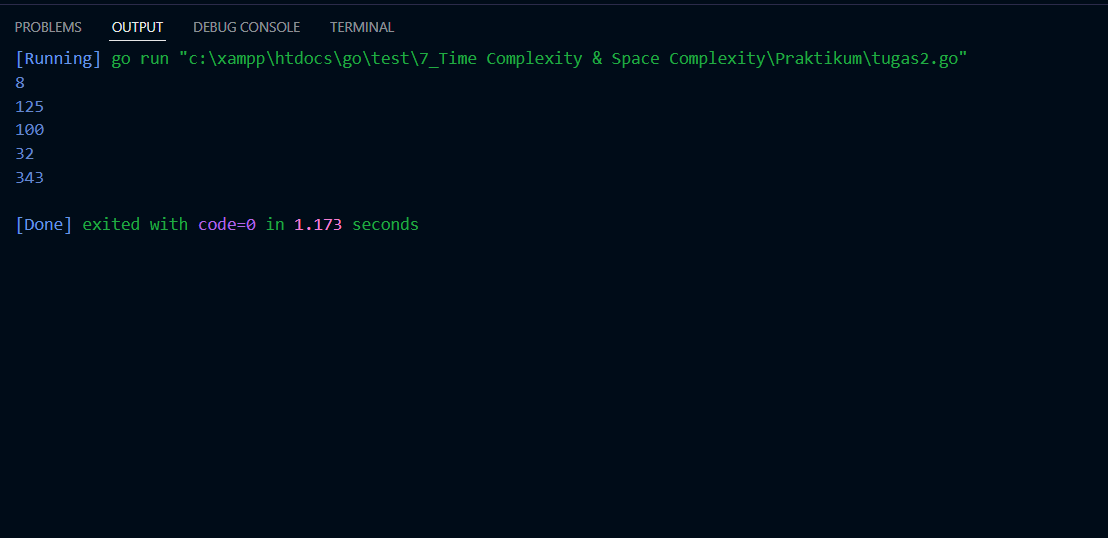 PROBLEMS OUTPUT DEBUG CONSOLE TERMINAL
[Running] go run "c:\xampp\htdocs\go\test\7_Time Complexity & Space Complexity\Praktikum\tugas2.go"
8
125
100
32
343
[Done] exited with code=0 in 1.173 seconds